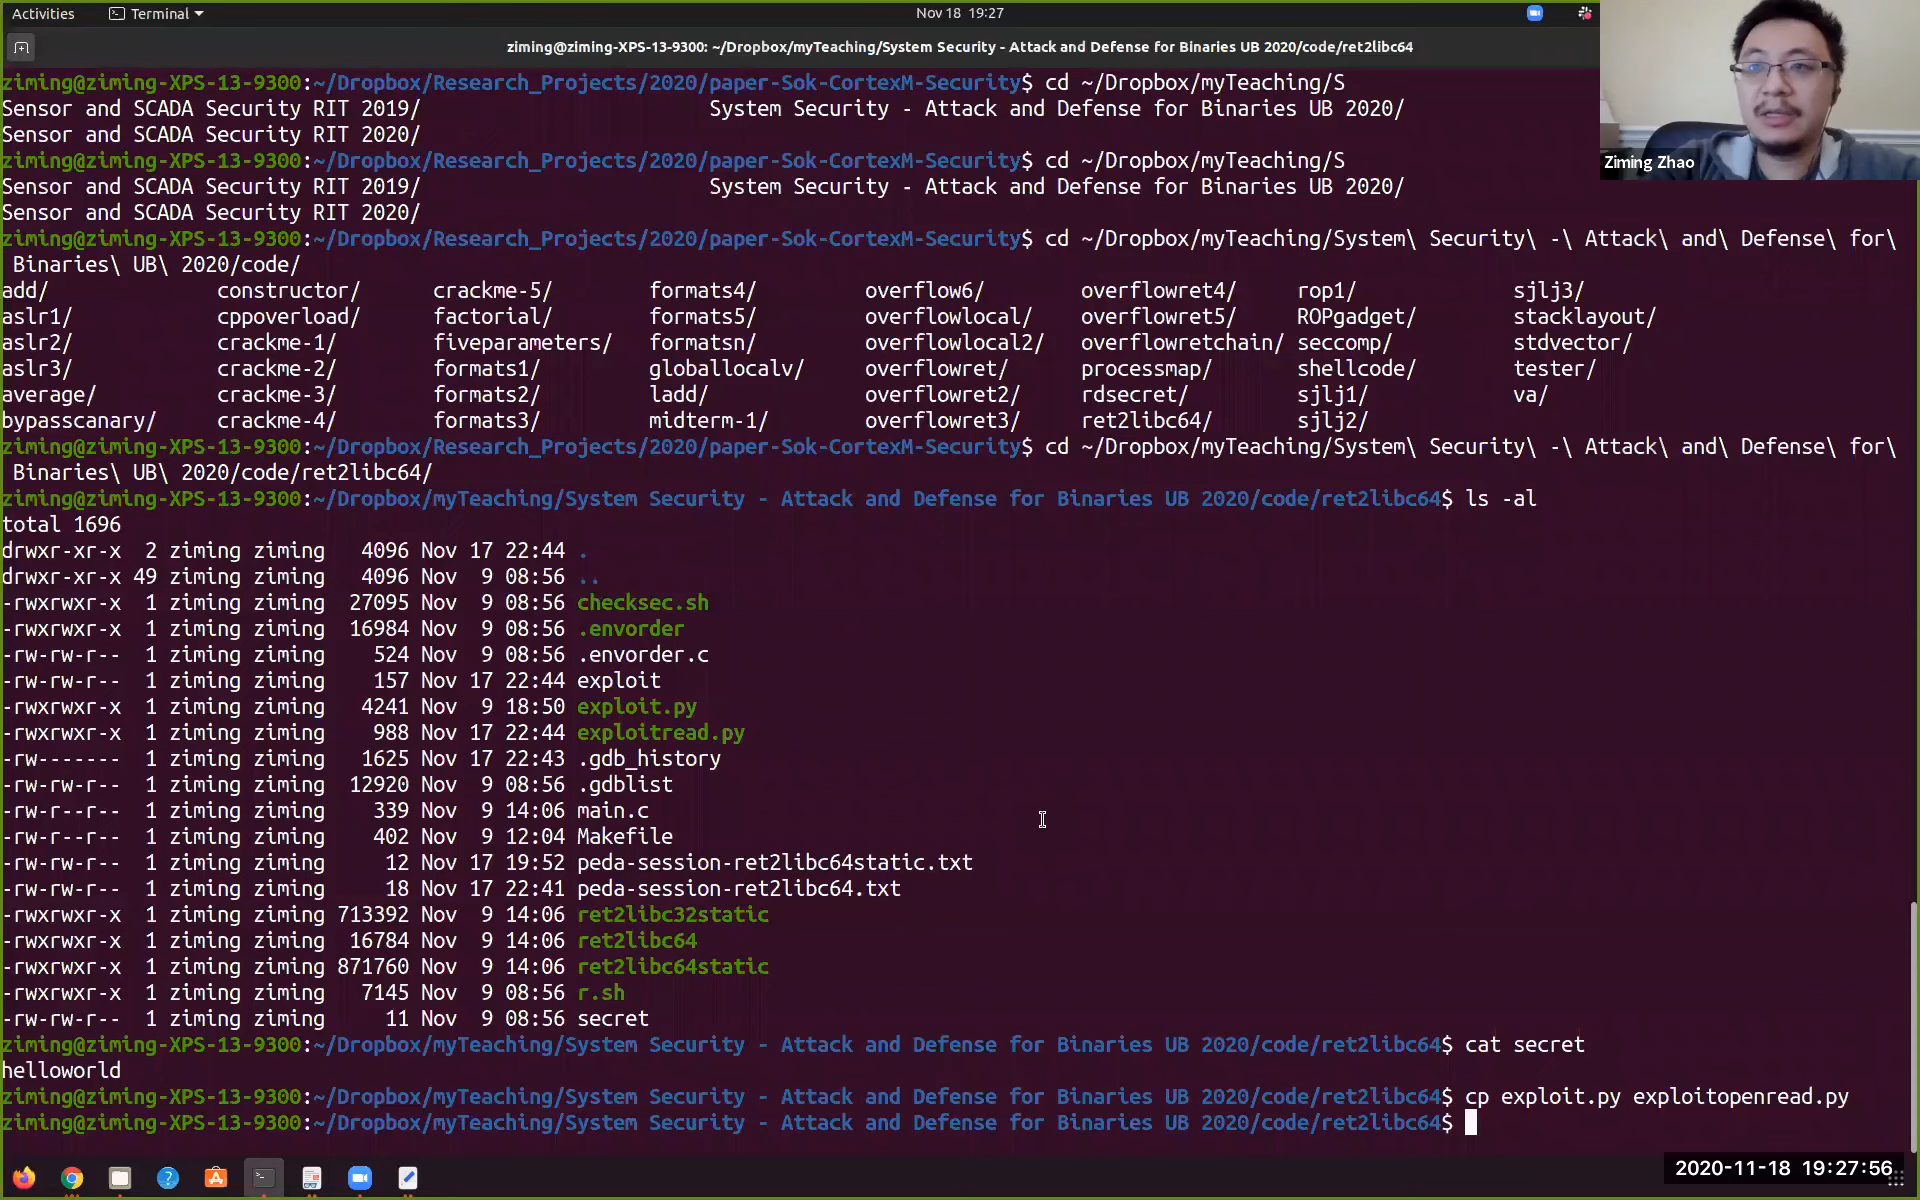 Activities Terminal Nov 18 19:27
ziming@ziming-XPS-13-9300: ~/Dropbox/myTeaching/System Security - Attack and Defense for Binaries UB 2020/code/ret2libc64
ziming@ziming-XPS-13-9300:~/Dropbox/Research_Projects/2020/paper-Sok-CortexM-Security$ cd ~/Dropbox/myTeaching/S
Sensor and SCADA Security RIT 2019/ System Security - Attack and Defense for Binaries UB 2020/
Sensor and SCADA Security RIT 2020/
ziming@ziming-XPS-13-9300:~/Dropbox/Research_Projects/2020/paper-Sok-CortexM-Security$ cd ~/Dropbox/myTeaching/S
Ziming Zhao
Sensor and SCADA Security RIT 2019/ System Security - Attack and Defense for Binaries UB 2020/
Sensor and SCADA Security RIT 2020/
ziming@ziming-XPS-13-9300:~/Dropbox/Research_Projects/2020/paper-Sok-CortexM-Security$ cd ~/Dropbox/myTeaching/System\ Security\ -\ Attack\ and\ Defense\ for\
Binaries\ UB\ 2020/code/
add/ constructor/ crackme-5/ formats4/ overflow6/ overflowret4/ rop1/ sjlj3/
aslr1/ cppoverload/ factorial/ formats5/ overflowlocal/ overflowret5/ ROPgadget/ stacklayout/
aslr2/ crackme-1/ fiveparameters/ formatsn/ overflowlocal2/ overflowretchain/ seccomp/ stdvector/
aslr3/ crackme-2/ formats1/ globallocalv/ overflowret/ processmap/ shellcode/ tester/
average/ crackme-3/ formats2/ ladd/ overflowret2/ rdsecret/ sjlj1/ va/
bypasscanary/ crackme-4/ formats3/ midterm-1/ overflowret3/ ret2libc64/ sjlj2/
ziming@ziming-XPS-13-9300:~/Dropbox/Research_Projects/2020/paper-Sok-CortexM-Security$ cd ~/Dropbox/myTeaching/System\ Security\ -\ Attack\ and\ Defense\ for\
Binaries\ UB\ 2020/code/ret2libc64/
ziming@ziming-XPS-13-9300:~/Dropbox/myTeaching/System Security - Attack and Defense for Binaries UB 2020/code/ret2libc64$ ls -al
total 1696
drwxr-xr-x 2 ziming ziming 4096 Nov 17 22:44 .
drwxr-xr-x 49 ziming ziming 4096 Nov 9 08:56 ..
-rwxrwxr-x 1 ziming ziming 27095 Nov 9 08:56 checksec.sh
-rwxrwxr-x 1 ziming ziming 16984 Nov 9 08:56 .envorder
-rw-rw-r-- 1 ziming ziming 524 Nov 9 08:56 .envorder.c
-rw-rw-r-- 1 ziming ziming 157 Nov 17 22:44 exploit
-rwxrwxr-x 1 ziming ziming 4241 Nov 9 18:50 exploit.py
-rwxrwxr-x 1 ziming ziming 988 Nov 17 22:44 exploitread.py
-rw------- 1 ziming ziming 1625 Nov 17 22:43 .gdb_history
-rw-rw-r-- 1 ziming ziming 12920 Nov 9 08:56 .gdblist
-rw-r--r-- 1 ziming ziming 339 Nov 9 14:06 main.c
-rw-r--r-- 1 ziming ziming 402 Nov 9 12:04 Makefile
-rw-rw-r-- 1 ziming ziming 12 Nov 17 19:52 peda-session-ret2libc64static.txt
-rw-rw-r-- 1 ziming ziming 18 Nov 17 22:41 peda-session-ret2libc64.txt
-rwxrwxr-x 1 ziming ziming 713392 Nov 9 14:06 ret2libc32static
-rwxrwxr-x 1 ziming ziming 16784 Nov 9 14:06 ret2libc64
-rwxrwxr-x 1 ziming ziming 871760 Nov 9 14:06 ret2libc64static
-rwxrwxr-x 1 ziming ziming 7145 Nov 9 08:56 r.sh
-rw-rw-r-- 1 ziming ziming 11 Nov 9 08:56 secret
ziming@ziming-XPS-13-9300:~/Dropbox/myTeaching/System Security - Attack and Defense for Binaries UB 2020/code/ret2libc64$ cat secret
helloworld
ziming@ziming-XPS-13-9300:~/Dropbox/myTeaching/System Security - Attack and Defense for Binaries UB 2020/code/ret2libc64$ cp exploit.py exploitopenread.py
ziming@ziming-XPS-13-9300:~/Dropbox/myTeaching/System Security - Attack and Defense for Binaries UB 2020/code/ret2libc64$
2020-11-18 19:27:56